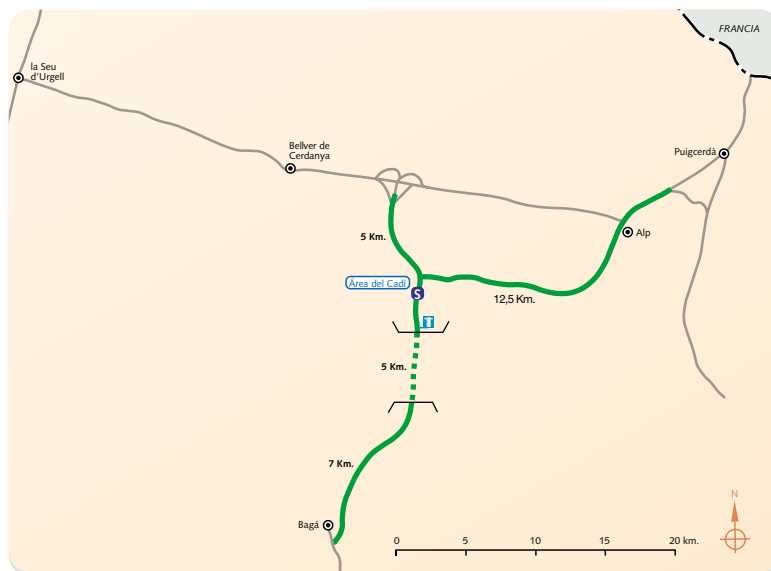 FRANCIA
la Seu
d'Urgell
Bellver de
Cerdanya
Puigcerdà
5 Km.
Alp
Área del Cadí
S
12,5 Km.
T
5 Km.
7 Km.
Bagá
N
0 5 10 15 20 km.